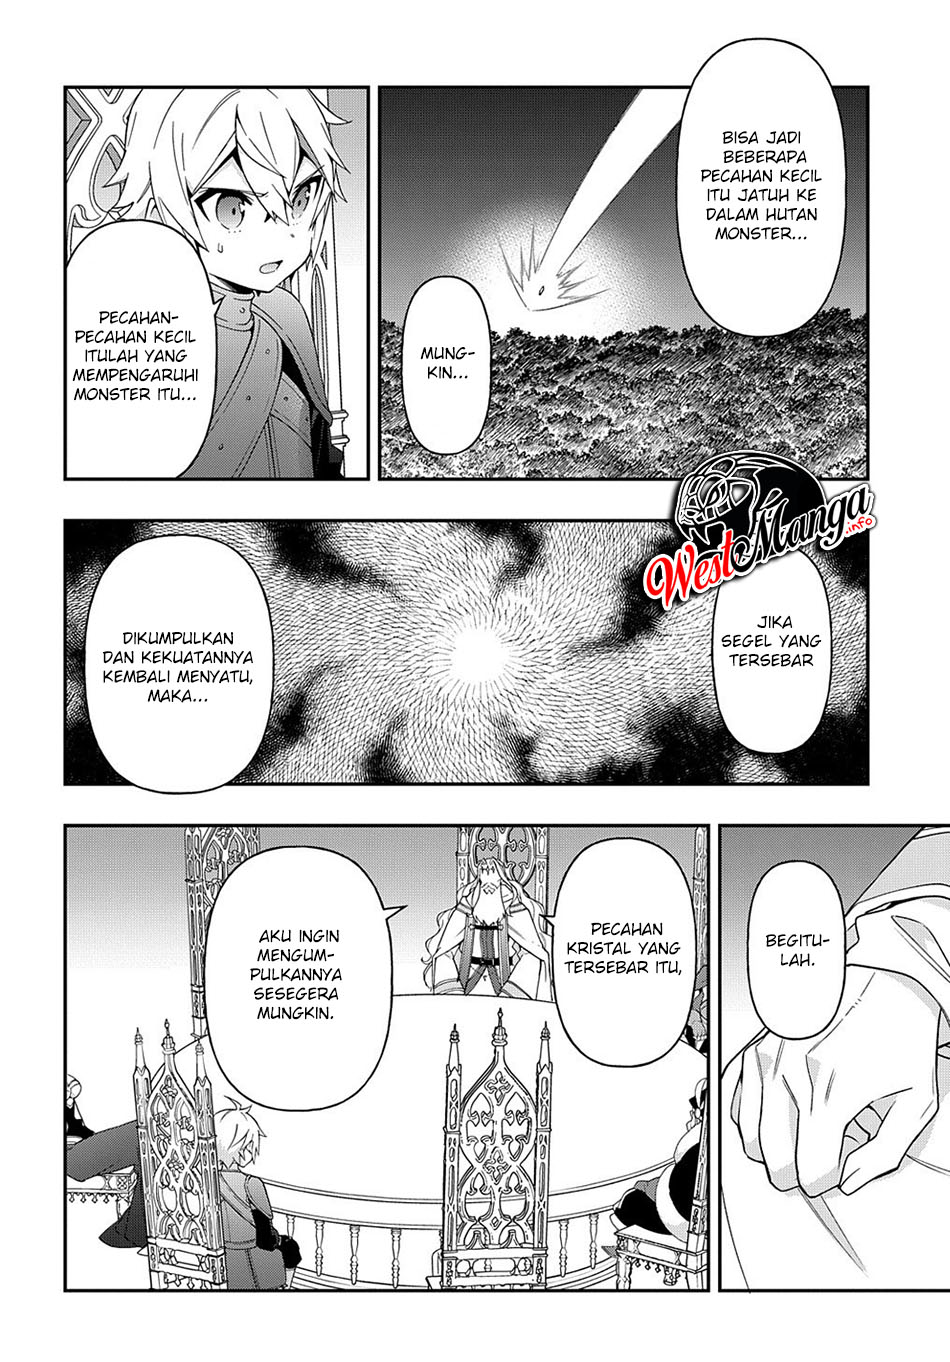 BISA JADI
BEBERAPA
PECAHAN KECIL
ITU JATUH KE
DALAM HUTAN
MONSTER...
MUNG-
KIN...
PECAHAN-
PECAHAN KECIL
ITULAH YANG
MEMPENGARUHI
MONSTER ITU...
WestManga
.info
JIKA
SEGEL YANG
TERSEBAR
DIKUMPULKAN
DAN KEKUATANNYA
KEMBALI MENYATU,
MAKA...
BEGITU-
LAH.
PECAHAN
KRISTAL YANG
TERSEBAR ITU,
AKU INGIN
MENGUM-
PULKANNYA
SESEGERA
MUNGKIN.